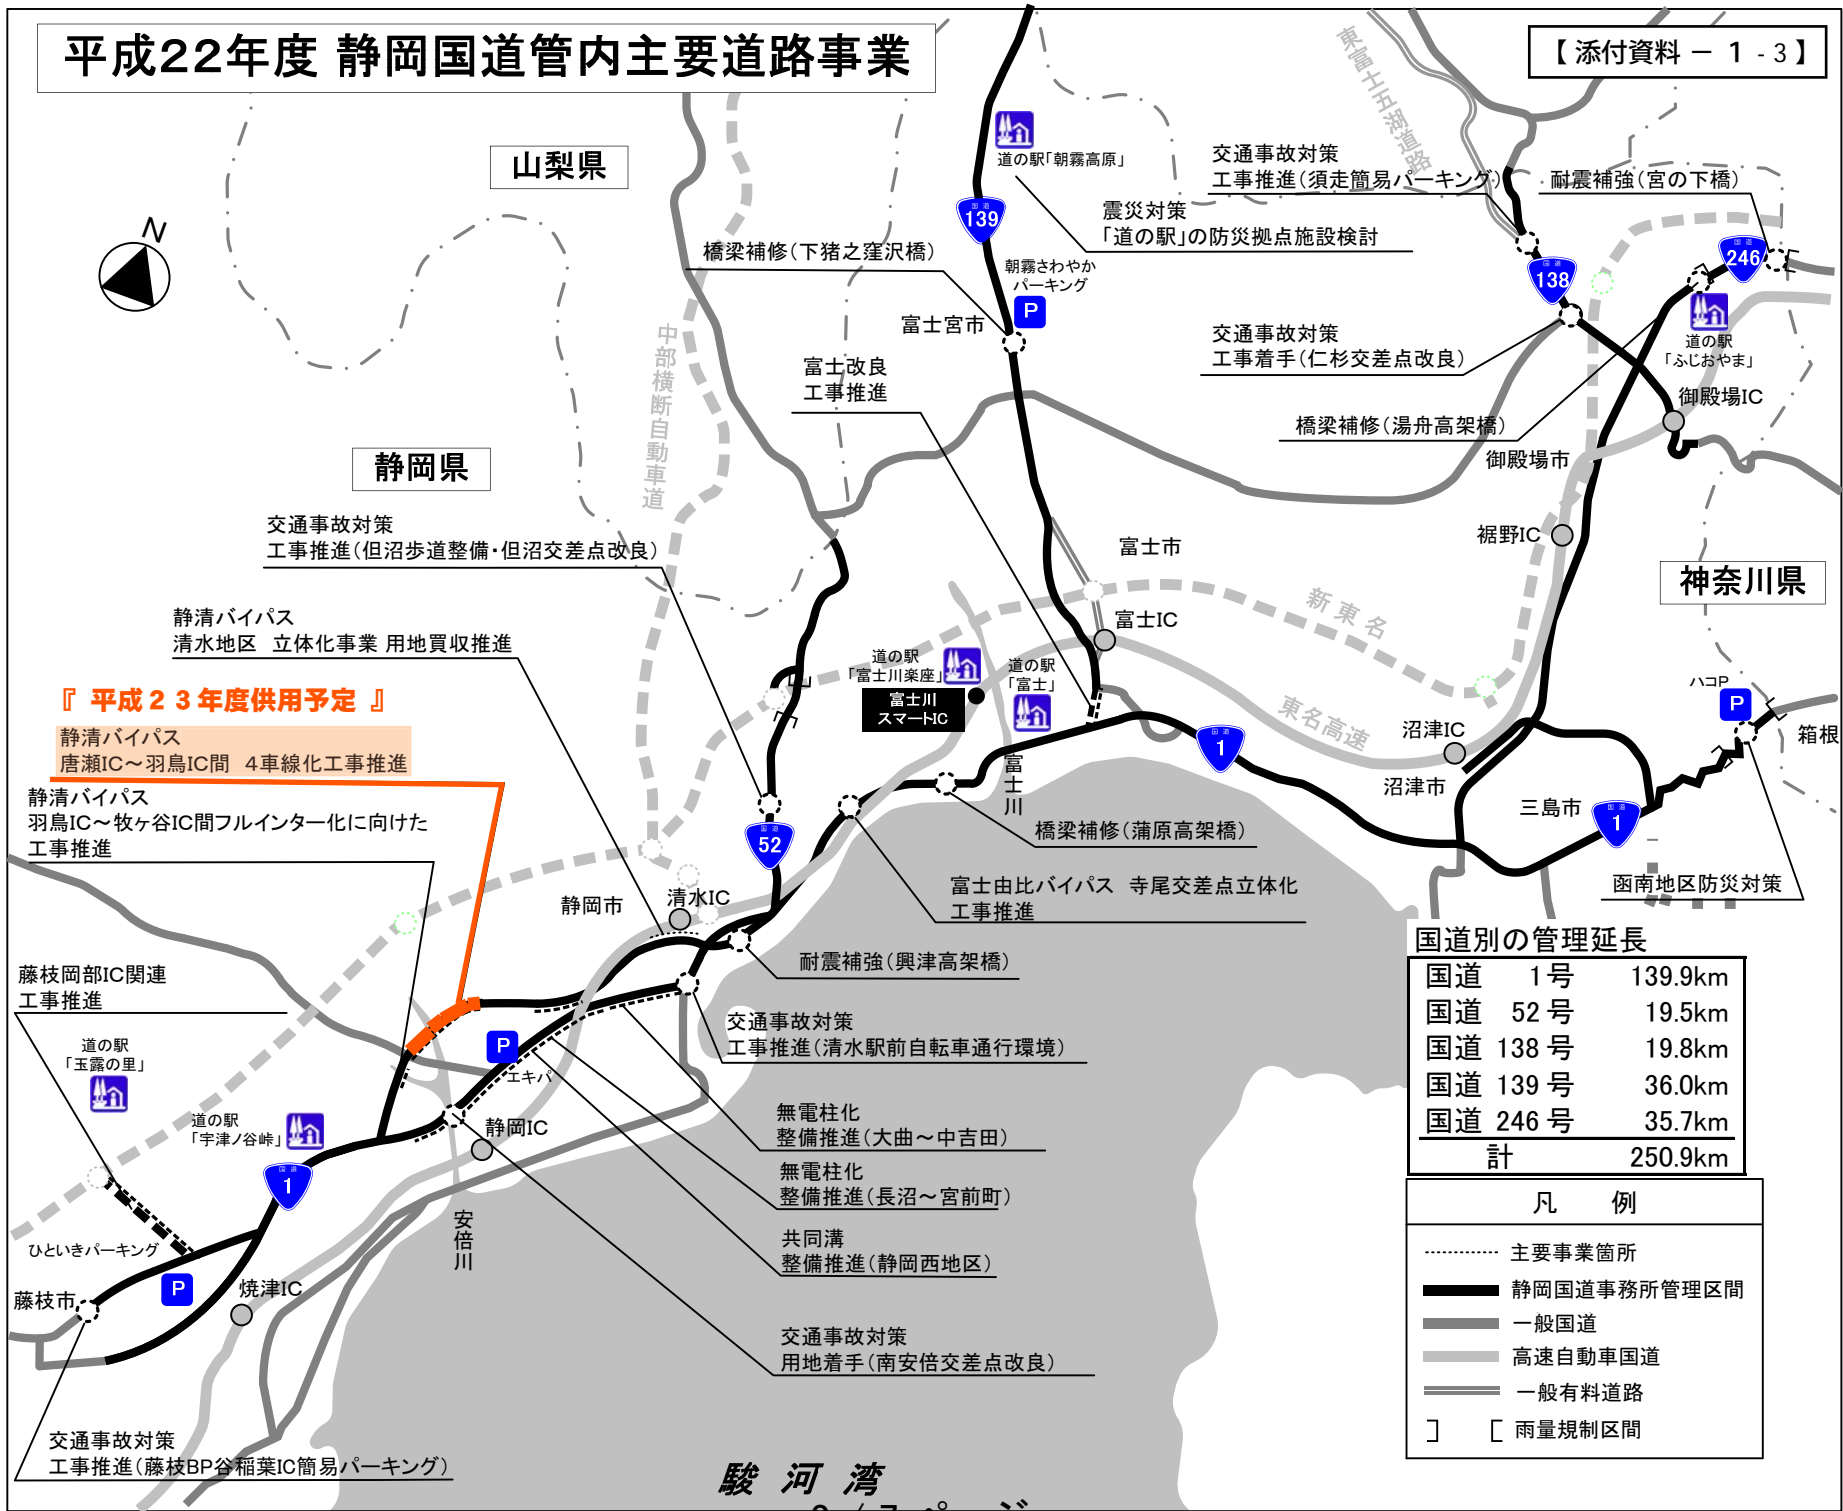 平成22年度 静岡国道管内主要道路事業
【 添付資料 － 1 - 3 】
山梨県
静岡県
神奈川県
N
東富士五湖道路
中部横断自動車道
新東名
東名高速
道の駅「朝霧高原」
震災対策
「道の駅」の防災拠点施設検討
交通事故対策
工事推進(須走簡易パーキング)
耐震補強(宮の下橋)
国道
139
国道
138
国道
246
橋梁補修(下猪之窪沢橋)
朝霧さわやか
パーキング
P
富士宮市
交通事故対策
工事着手(仁杉交差点改良)
道の駅
「ふじおやま」
富士改良
工事推進
橋梁補修(湯舟高架橋)
御殿場IC
御殿場市
裾野IC
交通事故対策
工事推進(但沼歩道整備・但沼交差点改良)
富士市
静清バイパス
清水地区 立体化事業 用地買収推進
富士IC
道の駅
「富士川楽座」
富士川
スマートIC
道の駅
「富士」
『 平成23年度供用予定 』
静清バイパス
唐瀬IC～羽鳥IC間 4車線化工事推進
静清バイパス
羽鳥IC～牧ヶ谷IC間フルインター化に向けた
工事推進
国道
1
沼津IC
沼津市
三島市
国道
1
ハコP
P
箱根
富士川
国道
52
橋梁補修(蒲原高架橋)
富士由比バイパス 寺尾交差点立体化
工事推進
函南地区防災対策
静岡市
清水IC
耐震補強(興津高架橋)
藤枝岡部IC関連
工事推進
道の駅
「玉露の里」
道の駅
「宇津ノ谷峠」
P
エキパ
静岡IC
交通事故対策
工事推進(清水駅前自転車通行環境)
無電柱化
整備推進(大曲～中吉田)
無電柱化
整備推進(長沼～宮前町)
共同溝
整備推進(静岡西地区)
交通事故対策
用地着手(南安倍交差点改良)
国道
1
安倍川
ひといきパーキング
P
藤枝市
焼津IC
交通事故対策
工事推進(藤枝BP谷稲葉IC簡易パーキング)
駿河湾
国道別の管理延長
国道 1号 139.9km
国道 52号 19.5km
国道 138号 19.8km
国道 139号 36.0km
国道 246号 35.7km
計 250.9km
凡 例
主要事業箇所
静岡国道事務所管理区間
一般国道
高速自動車国道
一般有料道路
雨量規制区間